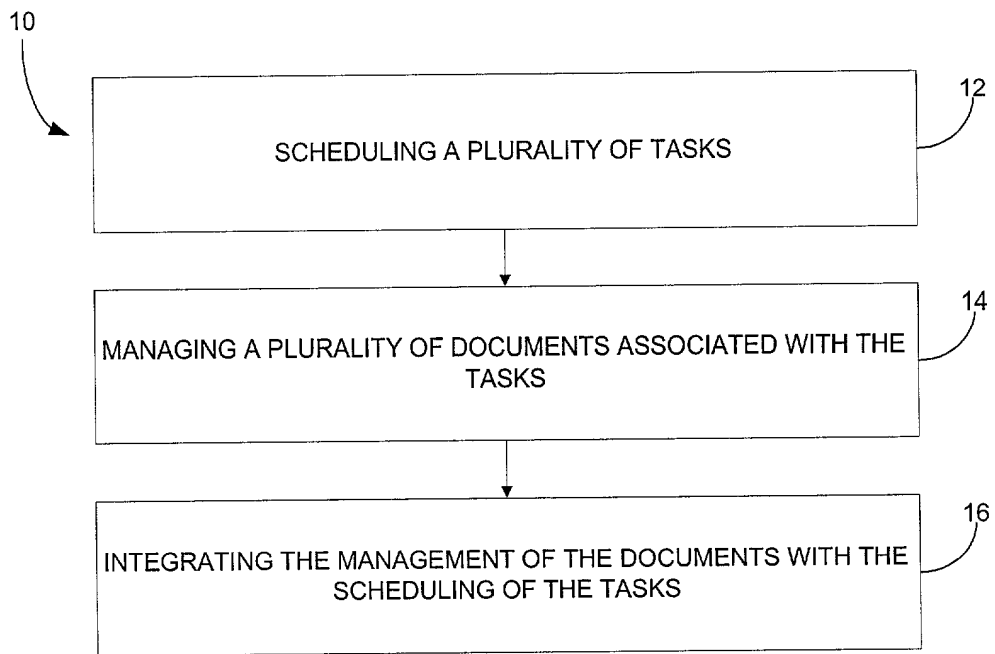 10
12
SCHEDULING A PLURALITY OF TASKS
14
MANAGING A PLURALITY OF DOCUMENTS ASSOCIATED WITH THE
TASKS
16
INTEGRATING THE MANAGEMENT OF THE DOCUMENTS WITH THE
SCHEDULING OF THE TASKS